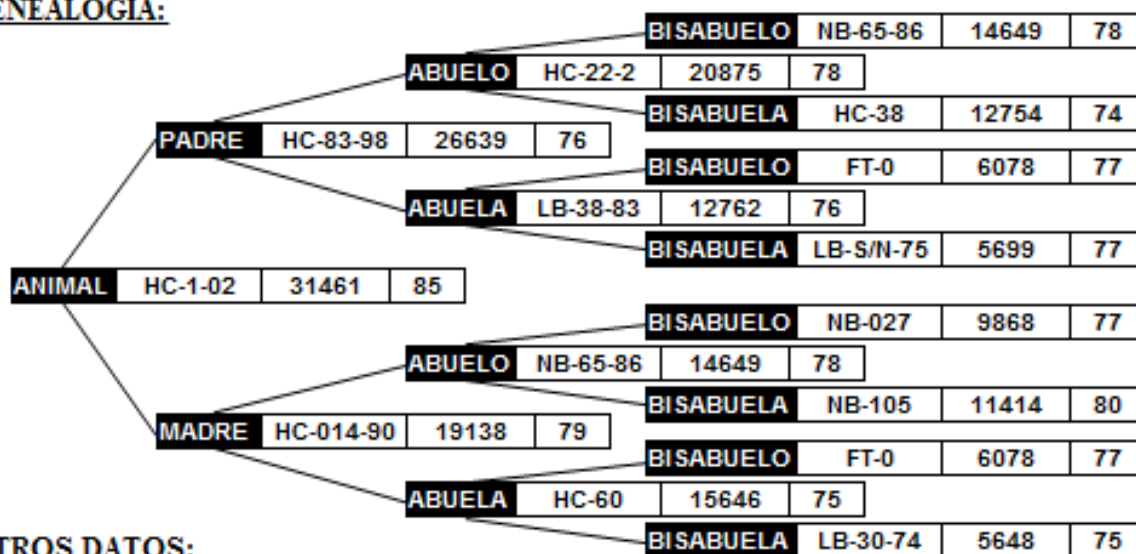 ENEALOGÍA:
BISABUELO NB-65-86 14649 78
ABUELO HC-22-2 20875 78
BISABUELA HC-38 12754 74
PADRE HC-83-98 26639 76
BISABUELO FT-0 6078 77
ABUELA LB-38-83 12762 76
BISABUELA LB-S/N-75 5699 77
ANIMAL HC-1-02 31461 85
BISABUELO NB-027 9868 77
ABUELO NB-65-86 14649 78
BISABUELA NB-105 11414 80
MADRE HC-014-90 19138 79
BISABUELO FT-0 6078 77
ABUELA HC-60 15646 75
BISABUELA LB-30-74 5648 75
TROS DATOS: